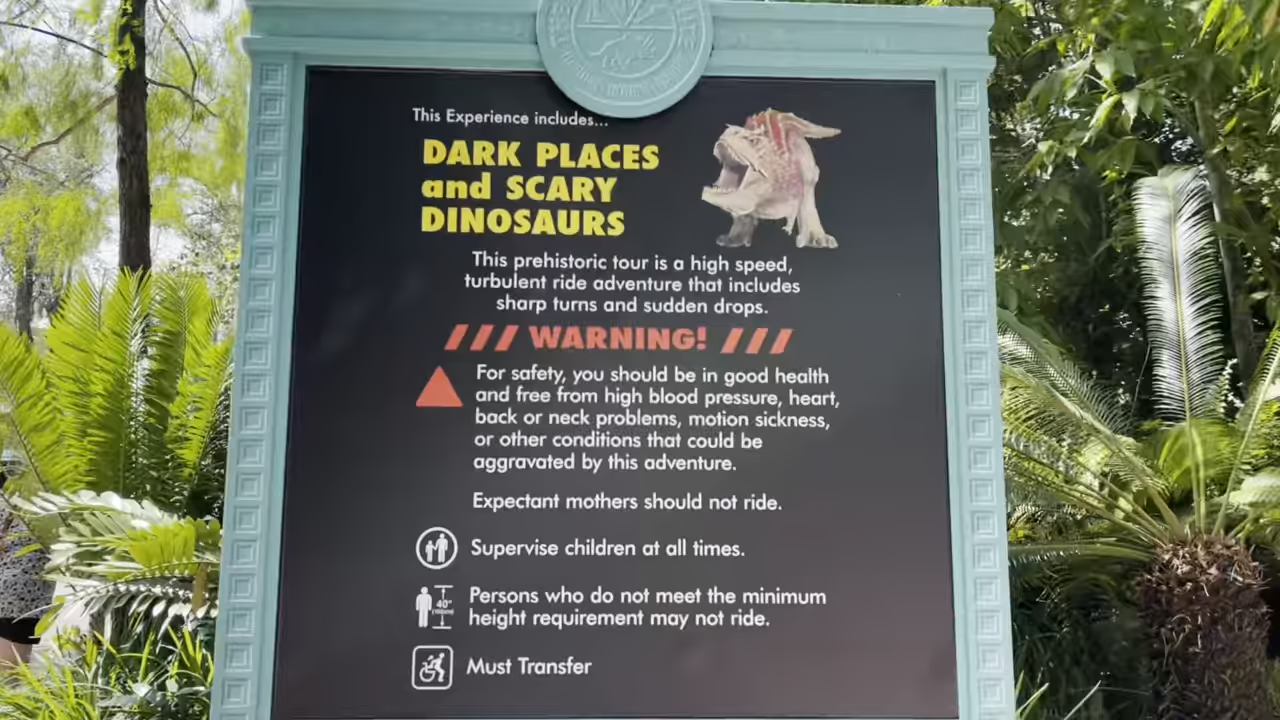 This Experience includes...
DARK PLACES
and SCARY
DINOSAURS
This prehistoric tour is a high speed,
turbulent ride adventure that includes
sharp turns and sudden drops.
WARNING!
For safety, you should be in good health
and free from high blood pressure, heart,
back or neck problems, motion sickness,
or other conditions that could be
aggravated by this adventure.
Expectant mothers should not ride.
Supervise children at all times.
40"
Persons who do not meet the minimum
height requirement may not ride.
Must Transfer